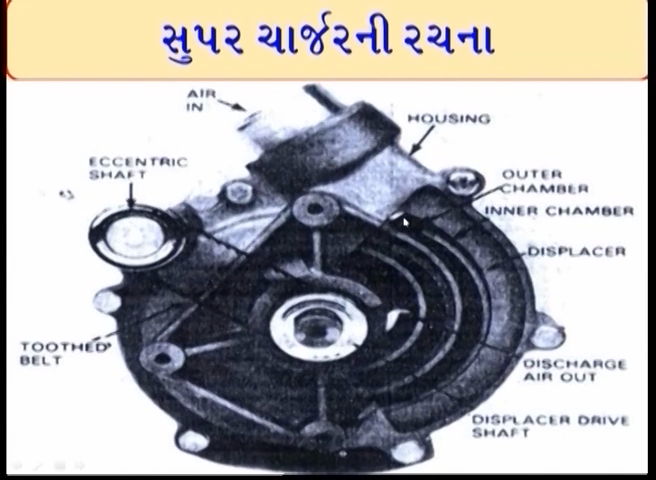 સુપર ચાર્જરની રચના
AIR
IN
HOUSING
ECCENTRIC
SHAFT
OUTER
CHAMBER
INNER CHAMBER
DISPLACER
TOOTHED
BELT
DISCHARGE
AIR OUT
DISPLACER DRIVE
SHAFT